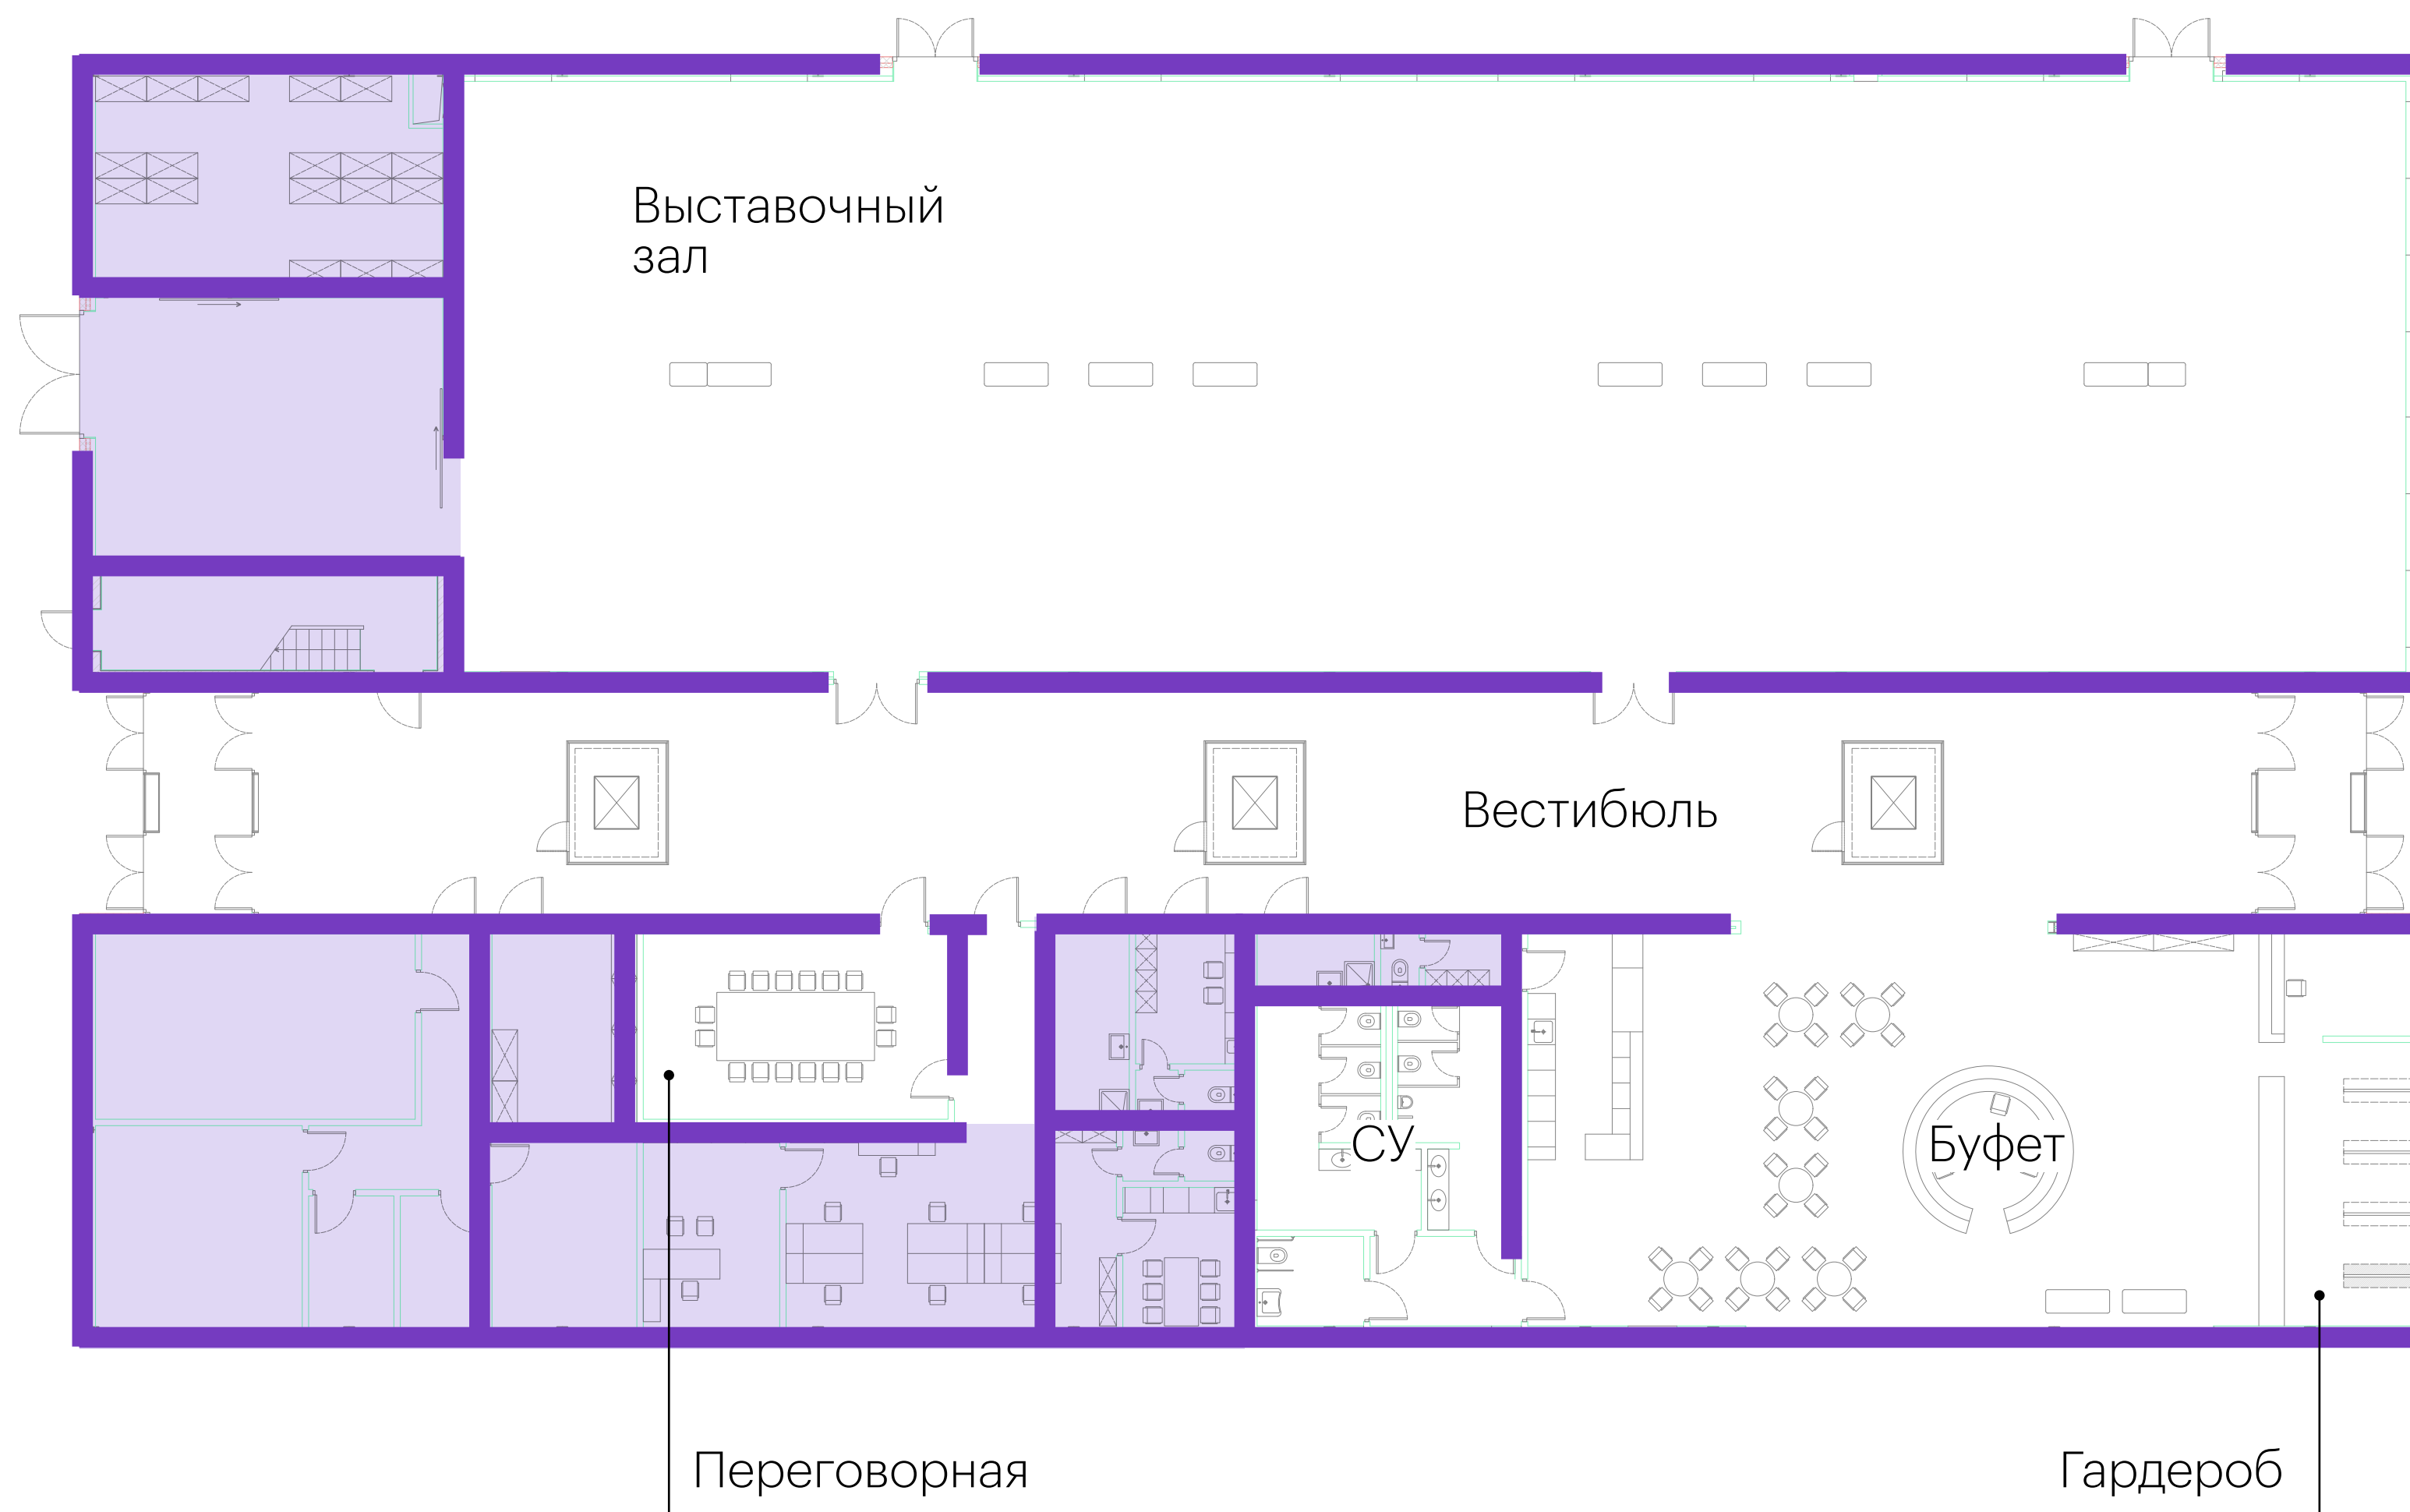 Выставочный
зал
Вестибюль
СУ
Буфет
Переговорная
Гардероб